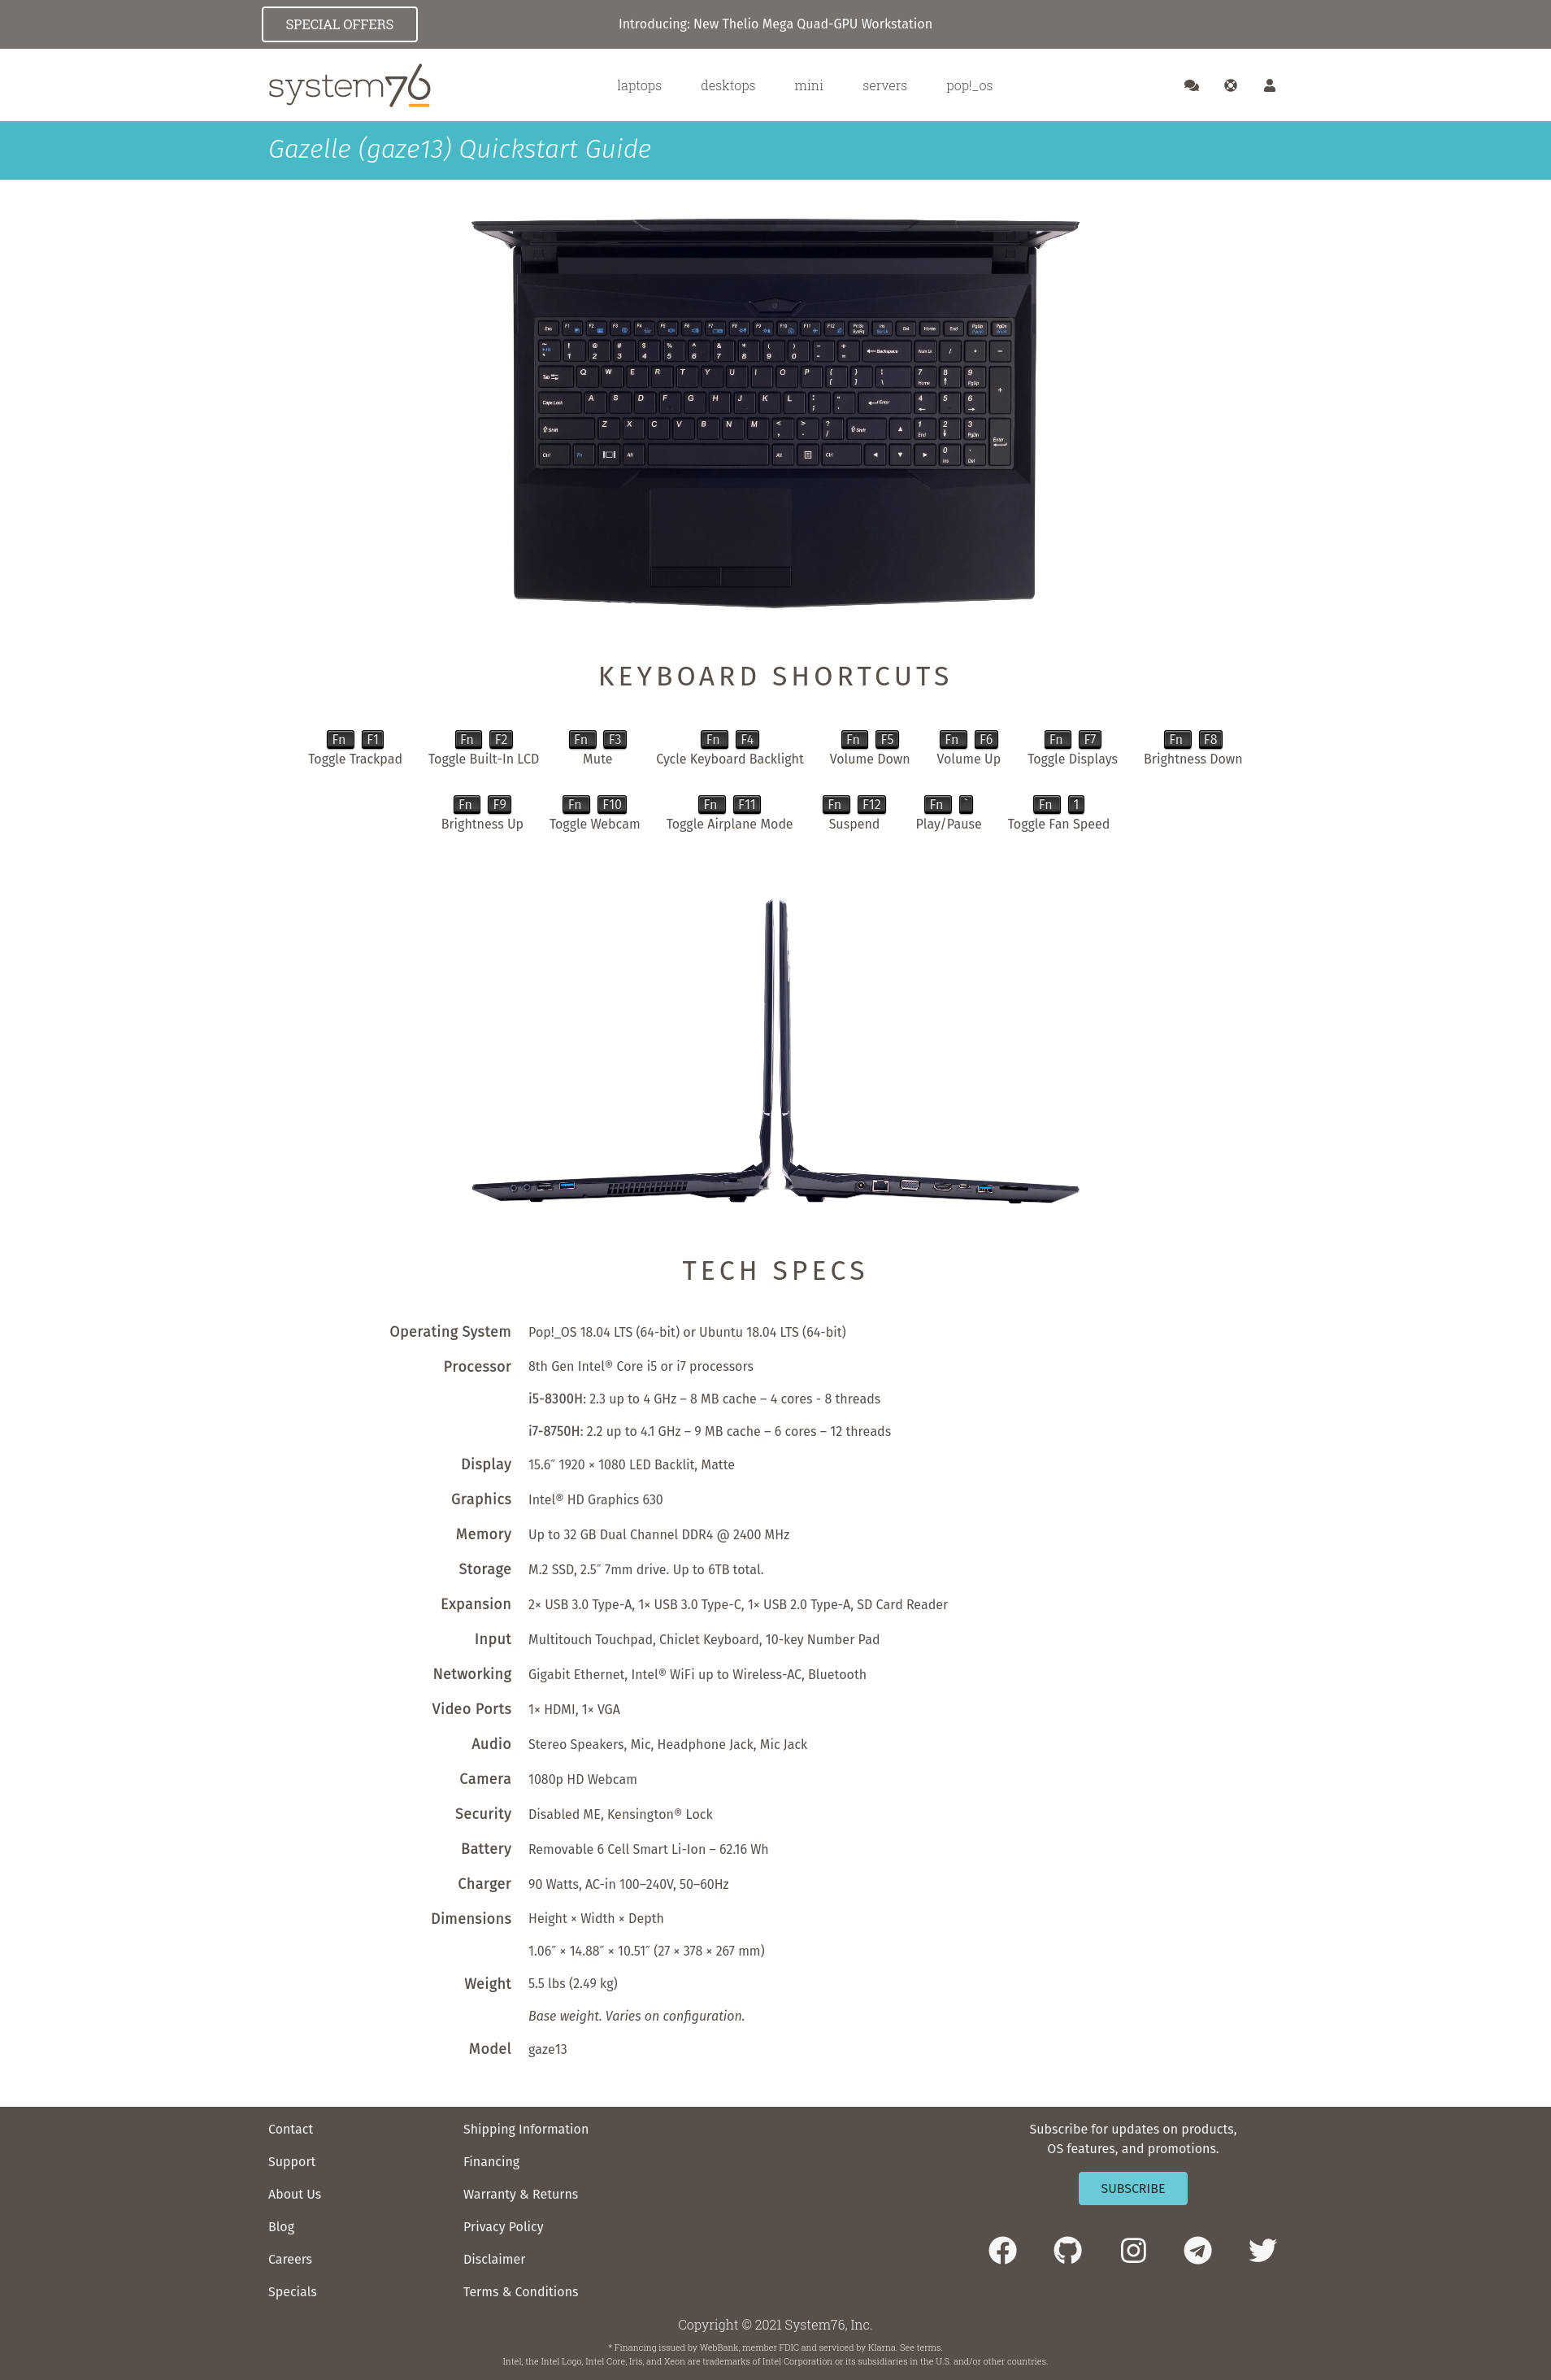 SPECIAL OFFERS
Introducing: New Thelio Mega Quad-GPU Workstation
system76
laptops desktops mini servers pop!_os
Gazelle (gaze13) Quickstart Guide
KEYBOARD SHORTCUTS
Fn F1 Fn F2 Fn F3 Fn F4 Fn F5 Fn F6 Fn F7 Fn F8
Toggle Trackpad Toggle Built-In LCD Mute Cycle Keyboard Backlight Volume Down Volume Up Toggle Displays Brightness Down
Fn F9 Fn F10 Fn F11 Fn F12 Fn ` Fn 1
Brightness Up Toggle Webcam Toggle Airplane Mode Suspend Play/Pause Toggle Fan Speed
TECH SPECS
Operating System Pop!_OS 18.04 LTS (64-bit) or Ubuntu 18.04 LTS (64-bit)
Processor 8th Gen Intel® Core i5 or i7 processors
i5-8300H: 2.3 up to 4 GHz – 8 MB cache – 4 cores - 8 threads
i7-8750H: 2.2 up to 4.1 GHz – 9 MB cache – 6 cores – 12 threads
Display 15.6″ 1920 × 1080 LED Backlit, Matte
Graphics Intel® HD Graphics 630
Memory Up to 32 GB Dual Channel DDR4 @ 2400 MHz
Storage M.2 SSD, 2.5″ 7mm drive. Up to 6TB total.
Expansion 2× USB 3.0 Type-A, 1× USB 3.0 Type-C, 1× USB 2.0 Type-A, SD Card Reader
Input Multitouch Touchpad, Chiclet Keyboard, 10-key Number Pad
Networking Gigabit Ethernet, Intel® WiFi up to Wireless-AC, Bluetooth
Video Ports 1× HDMI, 1× VGA
Audio Stereo Speakers, Mic, Headphone Jack, Mic Jack
Camera 1080p HD Webcam
Security Disabled ME, Kensington® Lock
Battery Removable 6 Cell Smart Li-Ion – 62.16 Wh
Charger 90 Watts, AC-in 100–240V, 50–60Hz
Dimensions Height × Width × Depth
1.06″ × 14.88″ × 10.51″ (27 × 378 × 267 mm)
Weight 5.5 lbs (2.49 kg)
Base weight. Varies on configuration.
Model gaze13
Contact
Support
About Us
Blog
Careers
Specials
Shipping Information
Financing
Warranty & Returns
Privacy Policy
Disclaimer
Terms & Conditions
Subscribe for updates on products,
OS features, and promotions.
SUBSCRIBE
Copyright © 2021 System76, Inc.
* Financing issued by WebBank, member FDIC and serviced by Klarna. See terms.
Intel, the Intel Logo, Intel Core, Iris, and Xeon are trademarks of Intel Corporation or its subsidiaries in the U.S. and/or other countries.